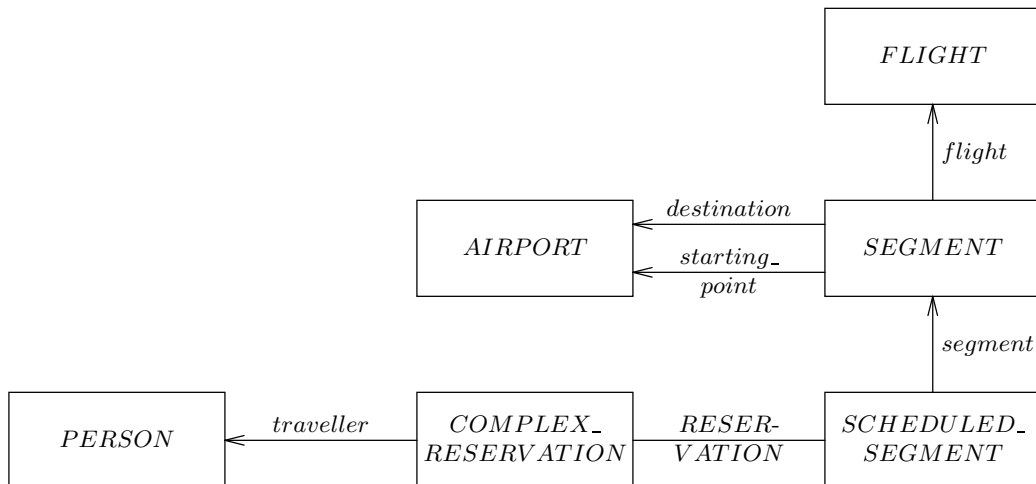 FLIGHT
flight
destination
AIRPORT
SEGMENT
starting_
point
segment
PERSON
traveller
COMPLEX_
RESERVATION
RESER-
VATION
SCHEDULED_
SEGMENT